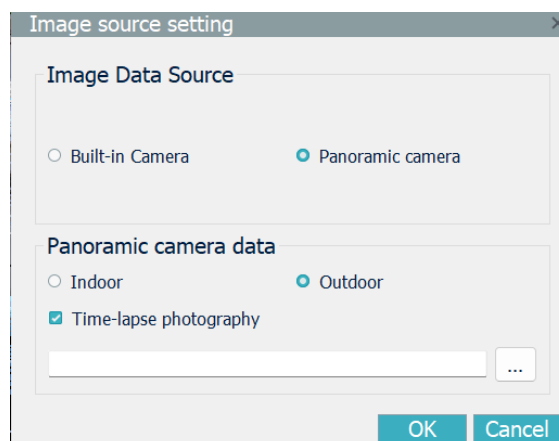 Image source setting
Image Data Source
Built-in Camera Panoramic camera
Panoramic camera data
Indoor Outdoor
Time-lapse photography
...
OK Cancel